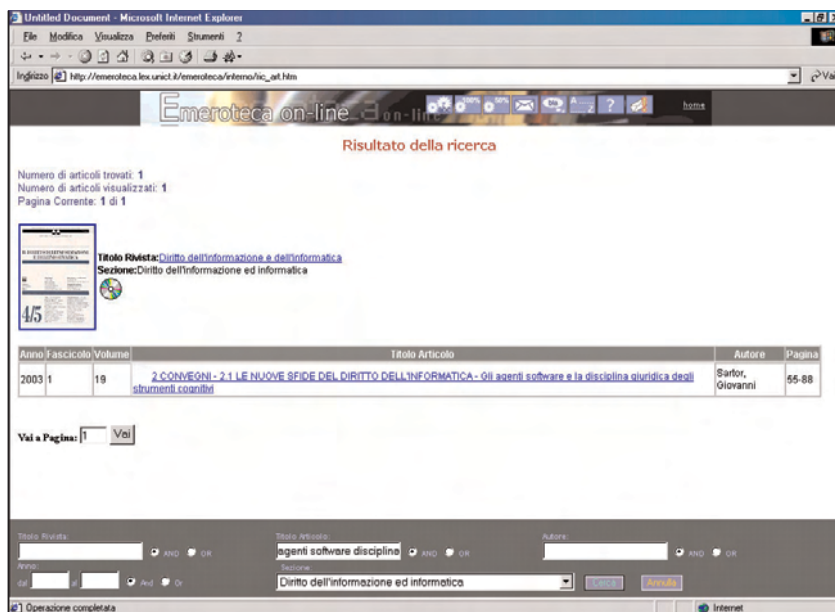 Untitled Document - Microsoft Internet Explorer
File Modifica Visualizza Preferiti Strumenti ?
Indirizzo http://emeroteca.lex.unict.it/emeroteca/interno/ric_art.htm Vai
Emeroteca on-line on-line 100% 50% A z ? home
Risultato della ricerca
Numero di articoli trovati: 1
Numero di articoli visualizzati: 1
Pagina Corrente: 1 di 1
4/5
Titolo Rivista:Diritto dell'informazione e dell'informatica
Sezione:Diritto dell'informazione ed informatica
Anno Fascicolo Volume Titolo Articolo Autore Pagina
2003 1 19 2 CONVEGNI - 2.1 LE NUOVE SFIDE DEL DIRITTO DELL'INFORMATICA - Gli agenti software e la disciplina giuridica degli strumenti cognitivi Sartor, Giovanni 55-88
Vai a Pagina: 1 Vai
Titolo Rivista: Titolo Articolo: Autore:
AND OR agenti software disciplina AND OR AND OR
Anno: Sezione:
dal al And Or Diritto dell'informazione ed informatica Cerca Annulla
Operazione completata Internet